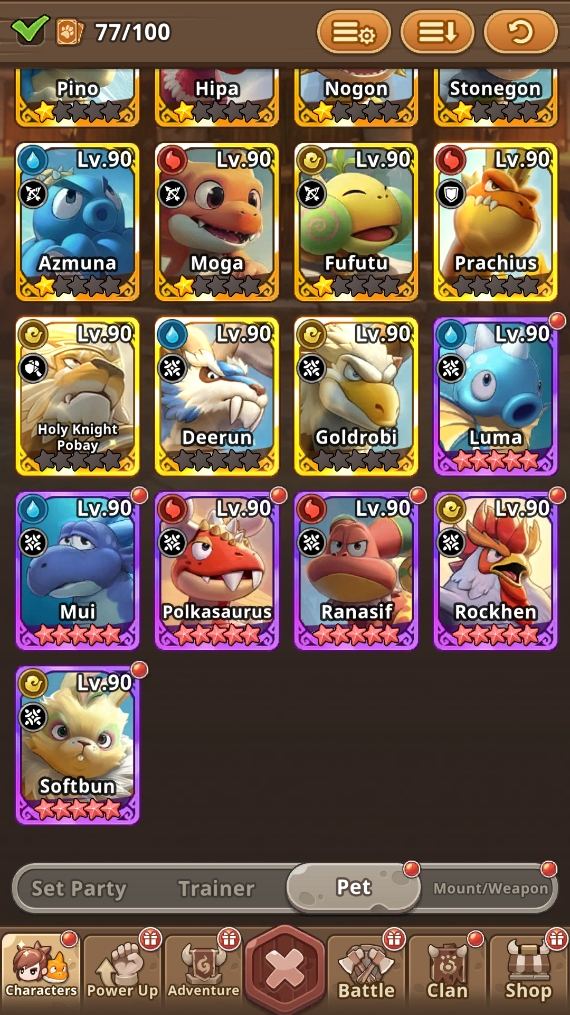 77/100
Pino Hipa Nogon Stonegon
Lv.90 Lv.90 Lv.90 Lv.90
Azmuna Moga Fufutu Prachius
Lv.90 Lv.90 Lv.90 Lv.90
Holy Knight
Pobay Deerun Goldrobi Luma
Lv.90 Lv.90 Lv.90 Lv.90
Mui Polkasaurus Ranasif Rockhen
Lv.90
Softbun
Set Party Trainer Pet Mount/Weapon
Characters Power Up Adventure Battle Clan Shop